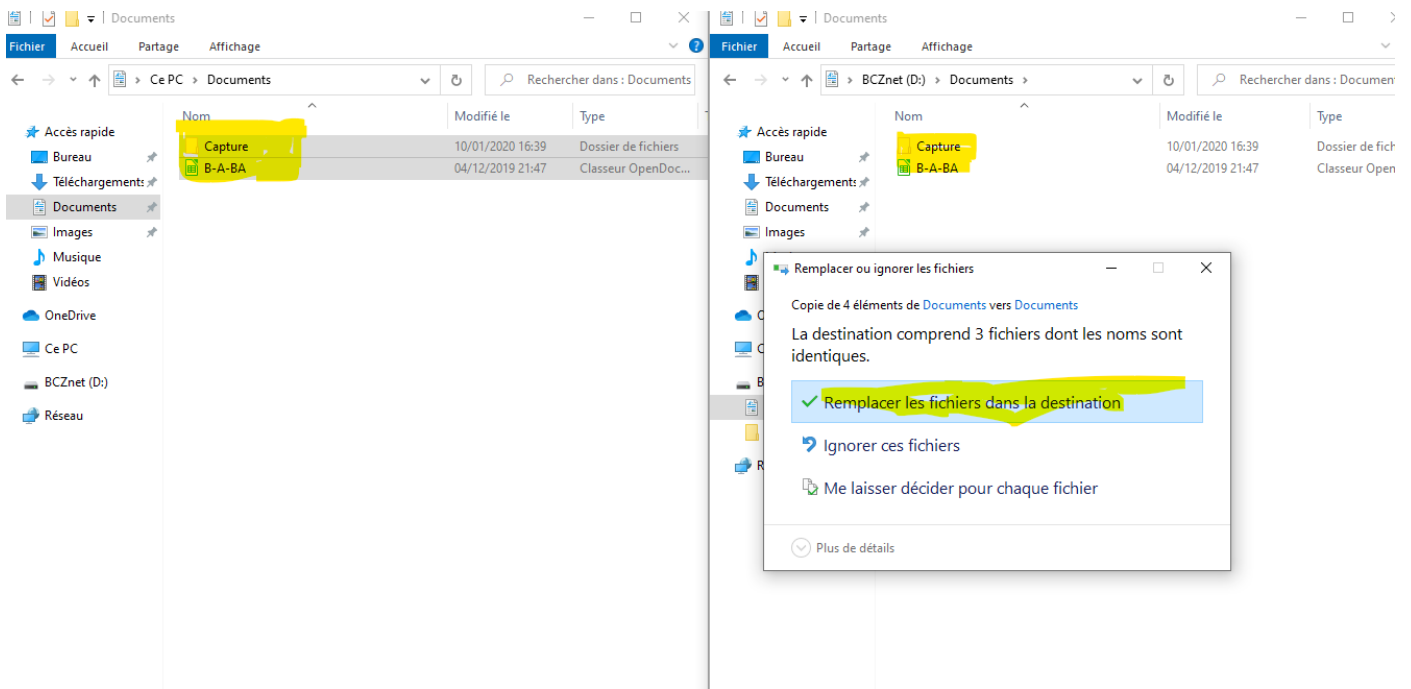 Documents
Fichier Accueil Partage Affichage
Ce PC > Documents
Rechercher dans : Documents
Nom Modifié le Type
Accès rapide
Capture 10/01/2020 16:39 Dossier de fichiers
Bureau
B-A-BA 04/12/2019 21:47 Classeur OpenDoc...
Téléchargements
Documents
Images
Musique
Vidéos
OneDrive
Ce PC
BCZnet (D:)
Réseau
Documents
Fichier Accueil Partage Affichage
BCZnet (D:) > Documents >
Rechercher dans : Documen
Nom Modifié le Type
Accès rapide
Capture 10/01/2020 16:39 Dossier de fich
Bureau
B-A-BA 04/12/2019 21:47 Classeur Open
Téléchargements
Documents
Images
Remplacer ou ignorer les fichiers
Copie de 4 éléments de Documents vers Documents
La destination comprend 3 fichiers dont les noms sont
identiques.
Remplacer les fichiers dans la destination
Ignorer ces fichiers
Me laisser décider pour chaque fichier
Plus de détails